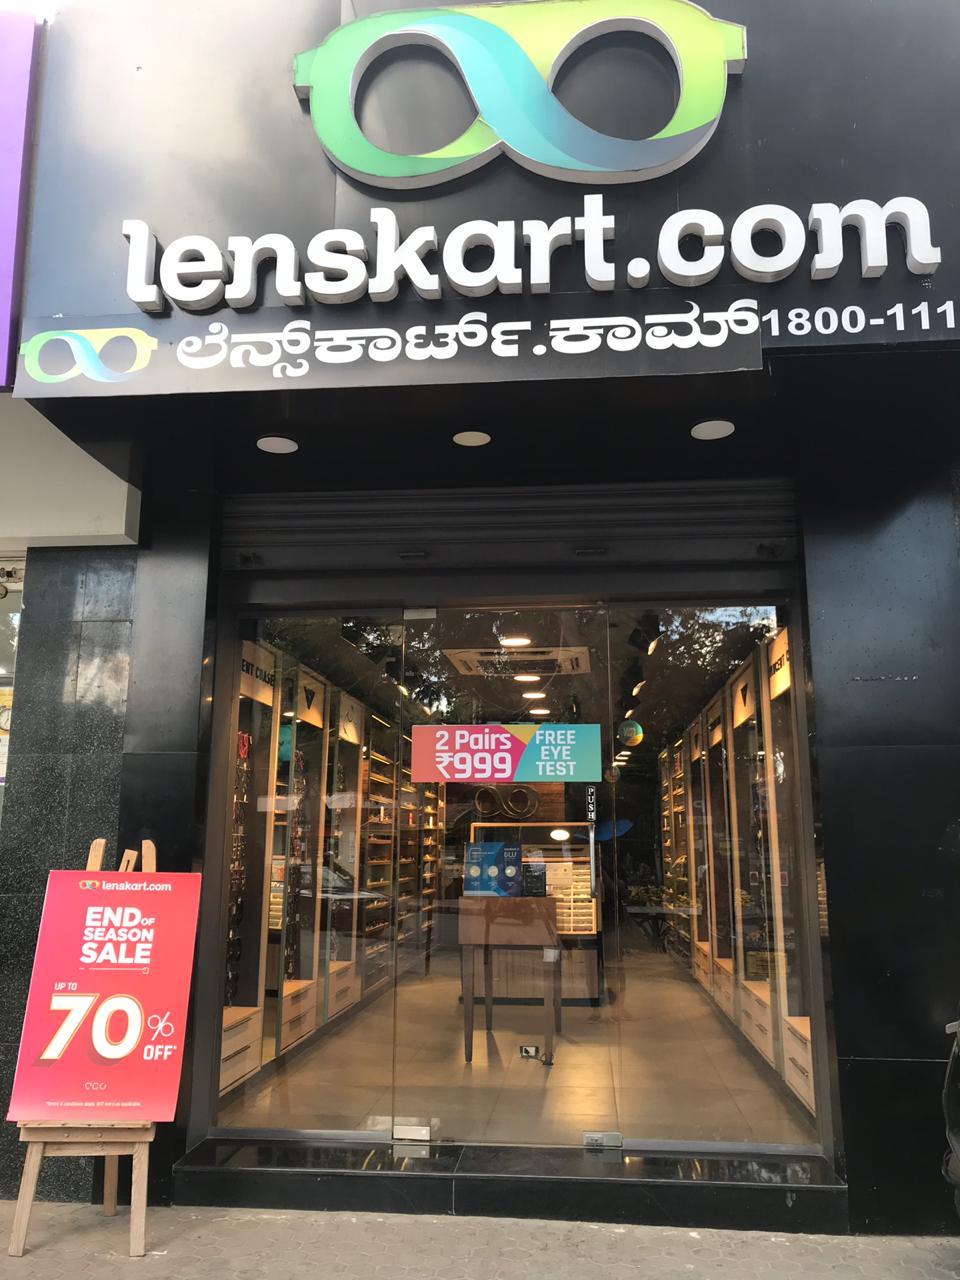 lenskart.com
ಲೆನ್ಸ್‌ಕಾರ್ಟ್.ಕಾಮ್
1800-111
2 Pairs
₹999
FREE
EYE
TEST
PUSH
lenskart.com
END OF
SEASON
SALE
UP TO
70%
OFF*